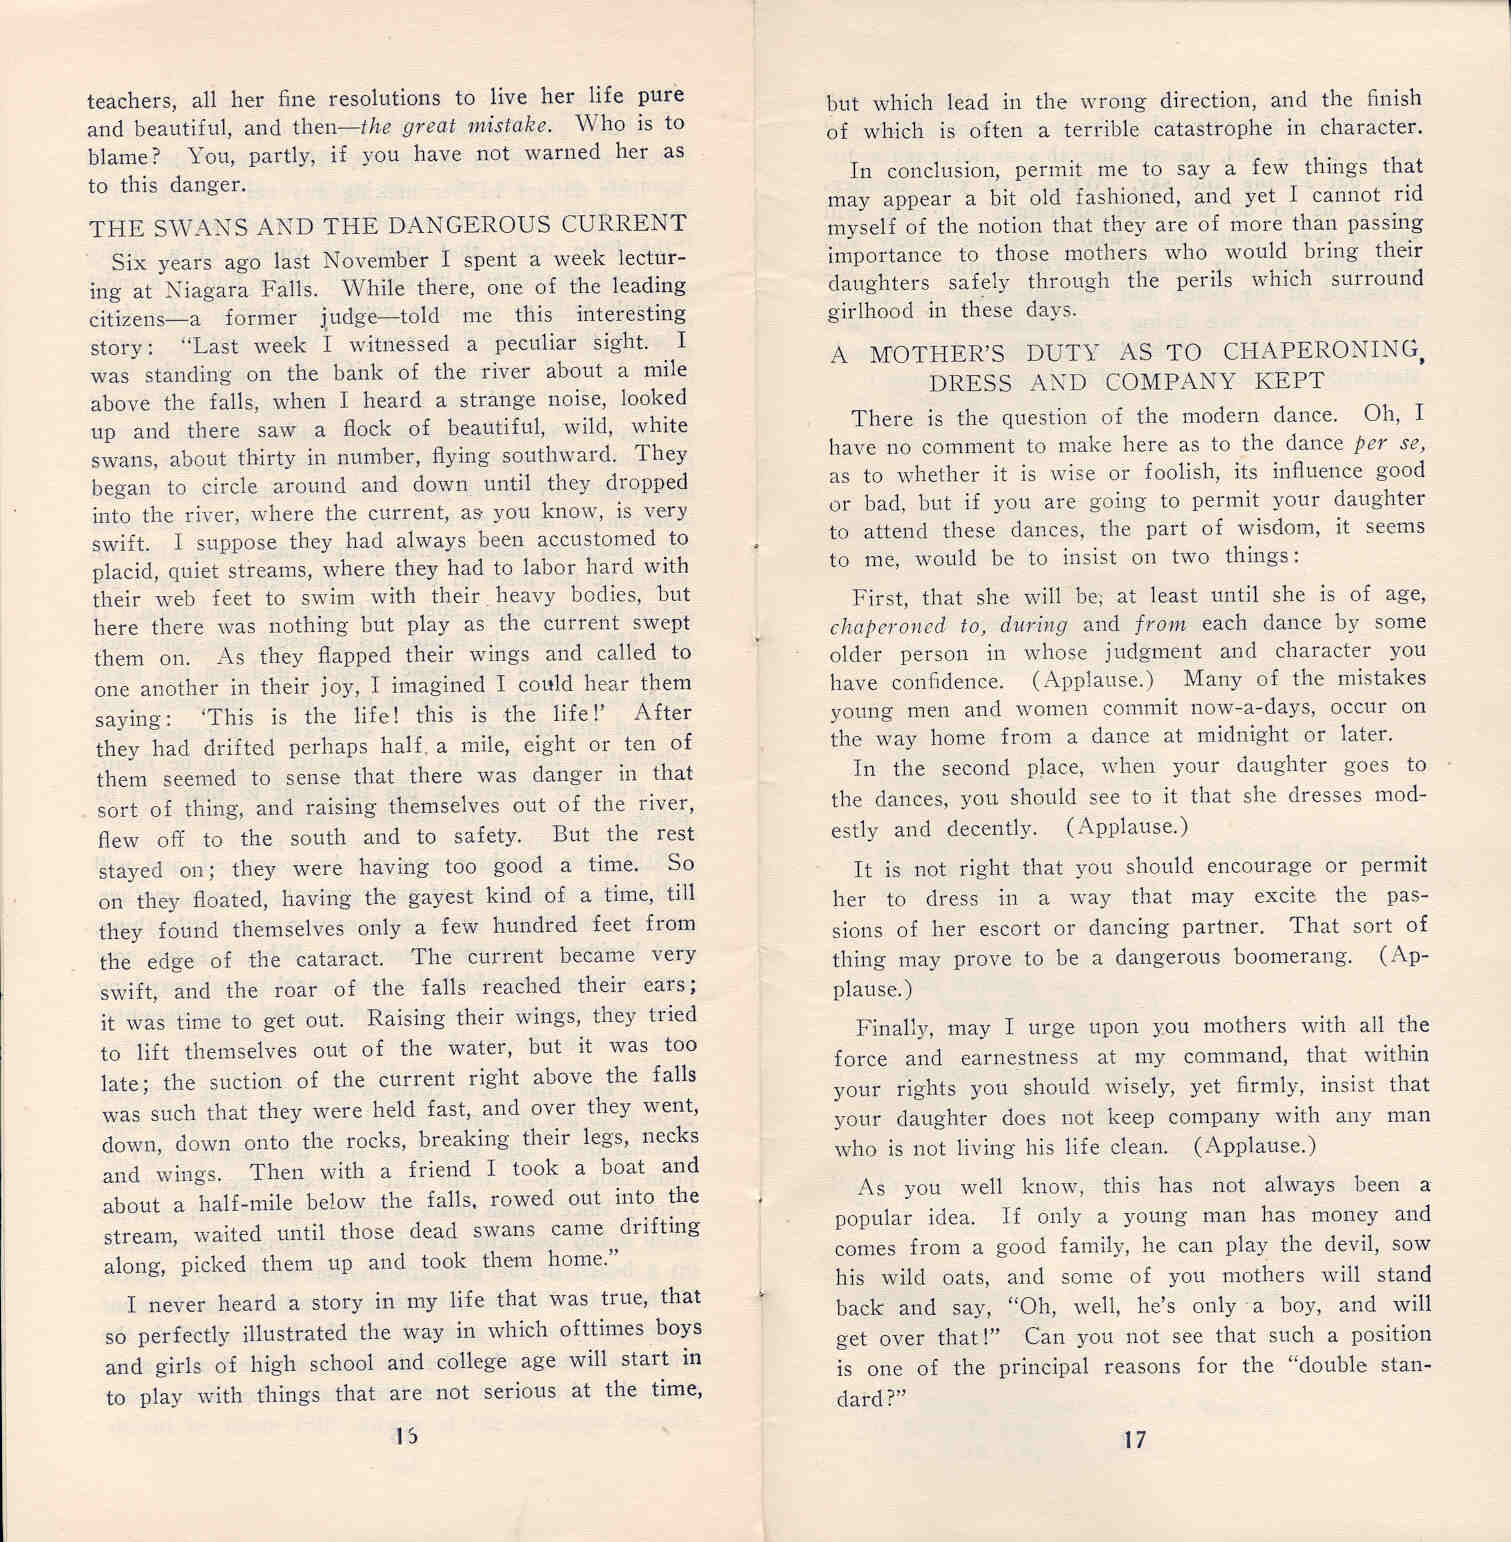 teachers, all her fine resolutions to live her life pure
and beautiful, and then—the great mistake. Who is to
blame? You, partly, if you have not warned her as
to this danger.
THE SWANS AND THE DANGEROUS CURRENT
Six years ago last November I spent a week lectur-
ing at Niagara Falls. While there, one of the leading
citizens—a former judge—told me this interesting
story: “Last week I witnessed a peculiar sight. I
was standing on the bank of the river about a mile
above the falls, when I heard a strange noise, looked
up and there saw a flock of beautiful, wild, white
swans, about thirty in number, flying southward. They
began to circle around and down until they dropped
into the river, where the current, as you know, is very
swift. I suppose they had always been accustomed to
placid, quiet streams, where they had to labor hard with
their web feet to swim with their heavy bodies, but
here there was nothing but play as the current swept
them on. As they flapped their wings and called to
one another in their joy, I imagined I could hear them
saying: ‘This is the life! this is the life!’ After
they had drifted perhaps half a mile, eight or ten of
them seemed to sense that there was danger in that
sort of thing, and raising themselves out of the river,
flew off to the south and to safety. But the rest
stayed on; they were having too good a time. So
on they floated, having the gayest kind of a time, till
they found themselves only a few hundred feet from
the edge of the cataract. The current became very
swift, and the roar of the falls reached their ears;
it was time to get out. Raising their wings, they tried
to lift themselves out of the water, but it was too
late; the suction of the current right above the falls
was such that they were held fast, and over they went,
down, down onto the rocks, breaking their legs, necks
and wings. Then with a friend I took a boat and
about a half-mile below the falls, rowed out into the
stream, waited until those dead swans came drifting
along, picked them up and took them home.”
I never heard a story in my life that was true, that
so perfectly illustrated the way in which ofttimes boys
and girls of high school and college age will start in
to play with things that are not serious at the time,
16
but which lead in the wrong direction, and the finish
of which is often a terrible catastrophe in character.
In conclusion, permit me to say a few things that
may appear a bit old fashioned, and yet I cannot rid
myself of the notion that they are of more than passing
importance to those mothers who would bring their
daughters safely through the perils which surround
girlhood in these days.
A MOTHER’S DUTY AS TO CHAPERONING,
DRESS AND COMPANY KEPT
There is the question of the modern dance. Oh, I
have no comment to make here as to the dance per se,
as to whether it is wise or foolish, its influence good
or bad, but if you are going to permit your daughter
to attend these dances, the part of wisdom, it seems
to me, would be to insist on two things:
First, that she will be, at least until she is of age,
chaperoned to, during and from each dance by some
older person in whose judgment and character you
have confidence. (Applause.) Many of the mistakes
young men and women commit now-a-days, occur on
the way home from a dance at midnight or later.
In the second place, when your daughter goes to
the dances, you should see to it that she dresses mod-
estly and decently. (Applause.)
It is not right that you should encourage or permit
her to dress in a way that may excite the pas-
sions of her escort or dancing partner. That sort of
thing may prove to be a dangerous boomerang. (Ap-
plause.)
Finally, may I urge upon you mothers with all the
force and earnestness at my command, that within
your rights you should wisely, yet firmly, insist that
your daughter does not keep company with any man
who is not living his life clean. (Applause.)
As you well know, this has not always been a
popular idea. If only a young man has money and
comes from a good family, he can play the devil, sow
his wild oats, and some of you mothers will stand
back and say, “Oh, well, he’s only a boy, and will
get over that!” Can you not see that such a position
is one of the principal reasons for the “double stan-
dard?”
17